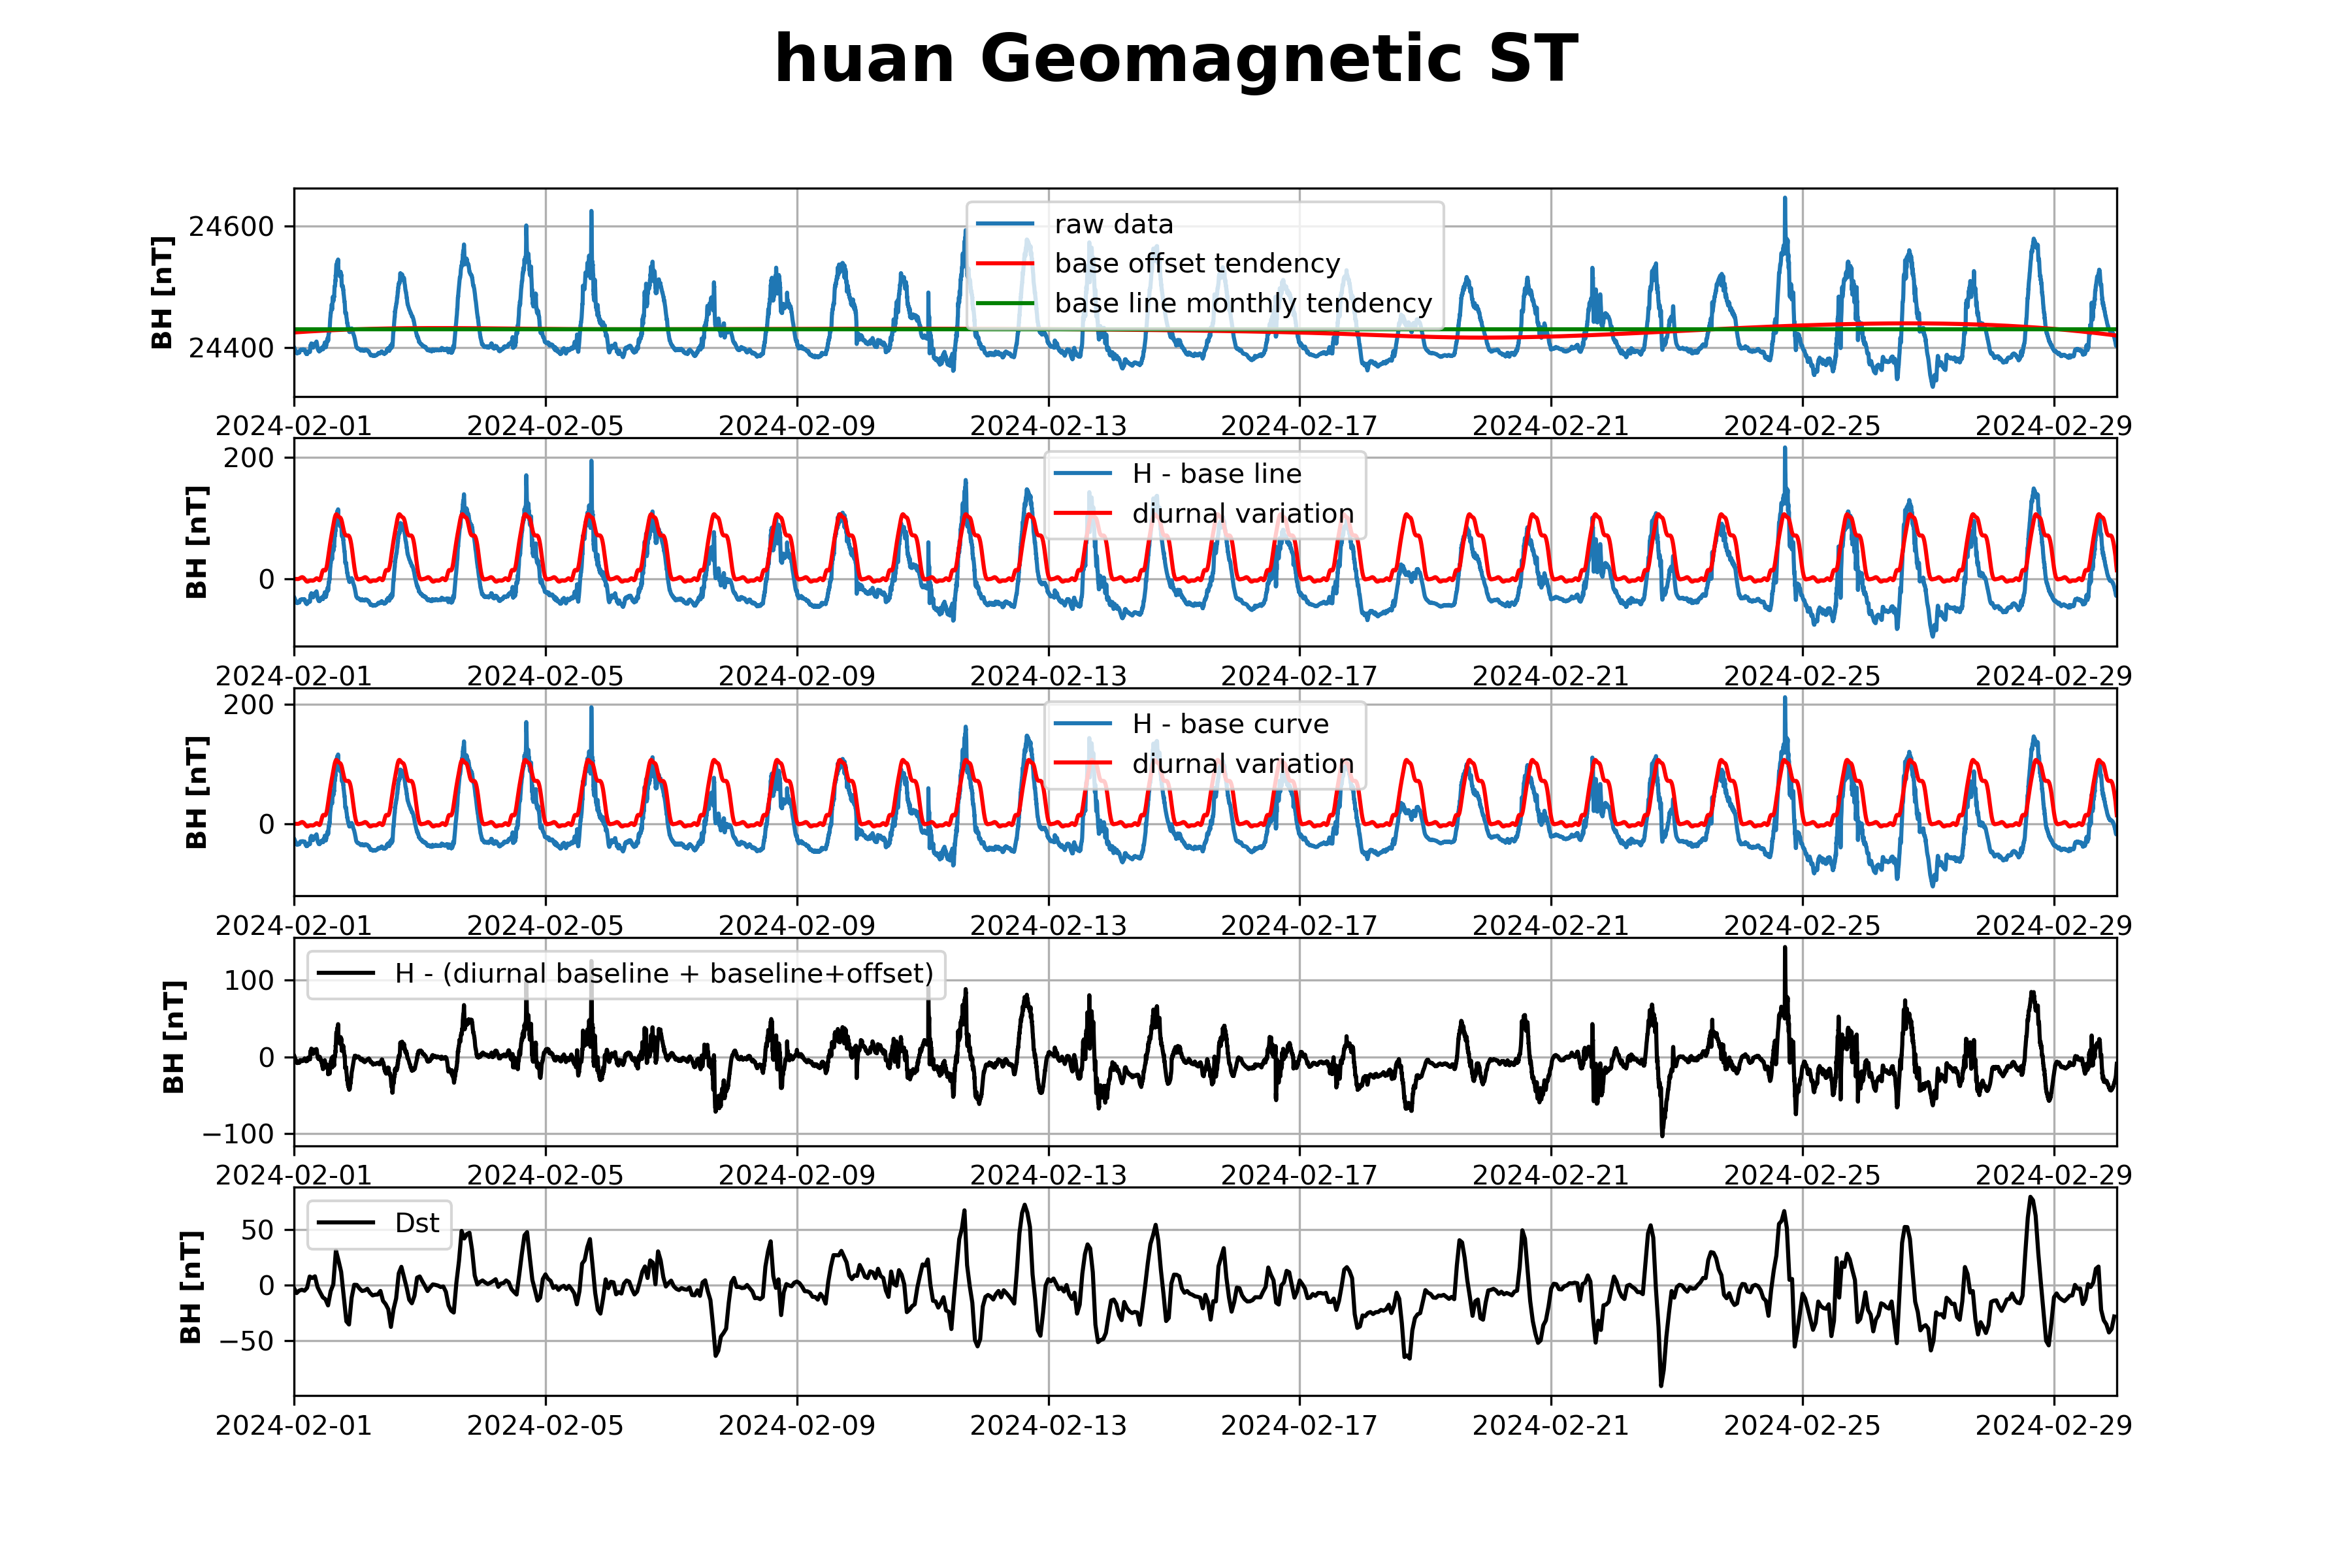 huan Geomagnetic ST
BH [nT]
24600
24400
raw data
base offset tendency
base line monthly tendency
2024-02-01 2024-02-05 2024-02-09 2024-02-13 2024-02-17 2024-02-21 2024-02-25 2024-02-29
BH [nT]
200
0
H - base line
diurnal variation
2024-02-01 2024-02-05 2024-02-09 2024-02-13 2024-02-17 2024-02-21 2024-02-25 2024-02-29
BH [nT]
200
0
H - base curve
diurnal variation
2024-02-01 2024-02-05 2024-02-09 2024-02-13 2024-02-17 2024-02-21 2024-02-25 2024-02-29
BH [nT]
100
0
−100
H - (diurnal baseline + baseline+offset)
2024-02-01 2024-02-05 2024-02-09 2024-02-13 2024-02-17 2024-02-21 2024-02-25 2024-02-29
BH [nT]
50
0
−50
Dst
2024-02-01 2024-02-05 2024-02-09 2024-02-13 2024-02-17 2024-02-21 2024-02-25 2024-02-29